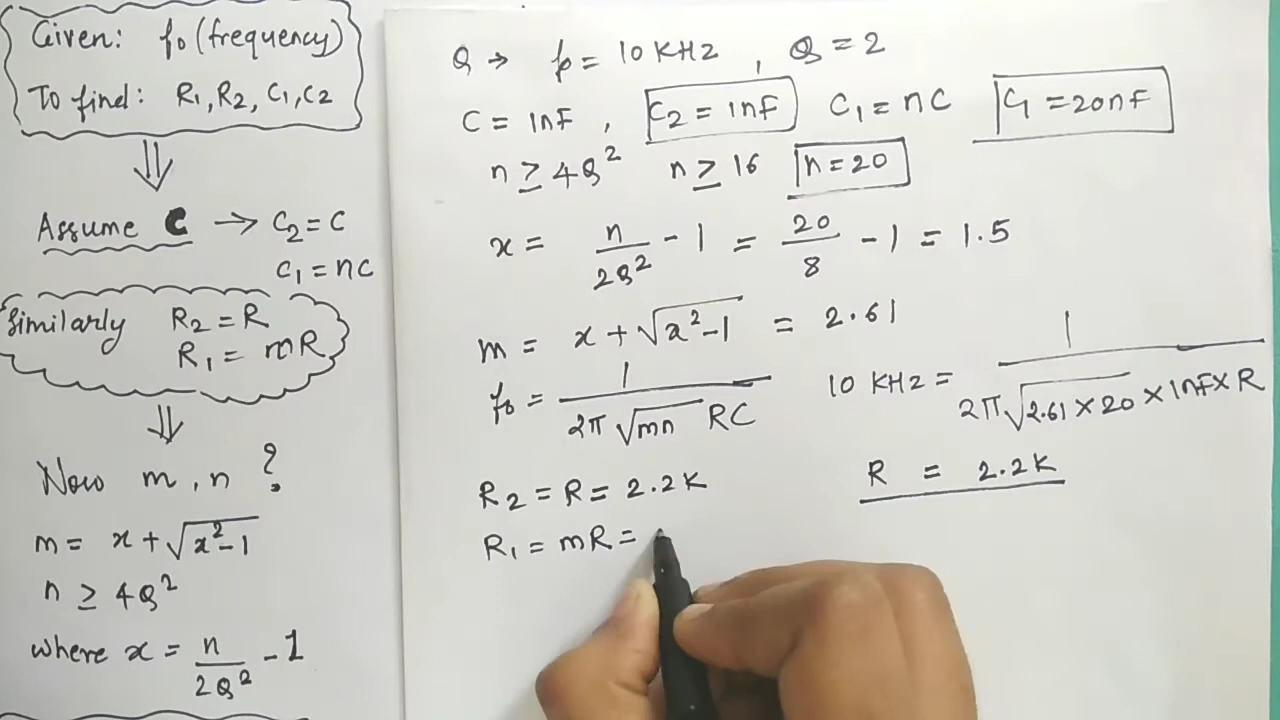 Given: f₀ (frequency)
To find: R₁, R₂, C₁, C₂
Assume C → C₂ = C
C₁ = nC
Similarly R₂ = R
R₁ = mR
Now m, n ?
m = x + √(x²-1)
n ≥ 4Q²
where x = n/2Q² - 1
Q → f₀ = 10 KHz, Q = 2
C = 1nF, C₂ = 1nF C₁ = nC C₁ = 20nF
n ≥ 4Q² n ≥ 16 n = 20
x = n/2Q² - 1 = 20/8 - 1 = 1.5
m = x + √(x²-1) = 2.61
f₀ = 1/2π√mn RC 10 KHz = 1/2π√2.61 × 20 × 1nF × R
R = 2.2K
R₂ = R = 2.2K
R₁ = mR =